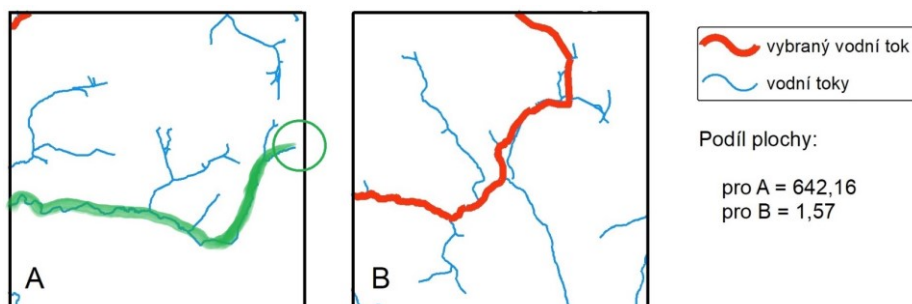 A
B
vybraný vodní tok
vodní toky
Podíl plochy:
pro A = 642,16
pro B = 1,57